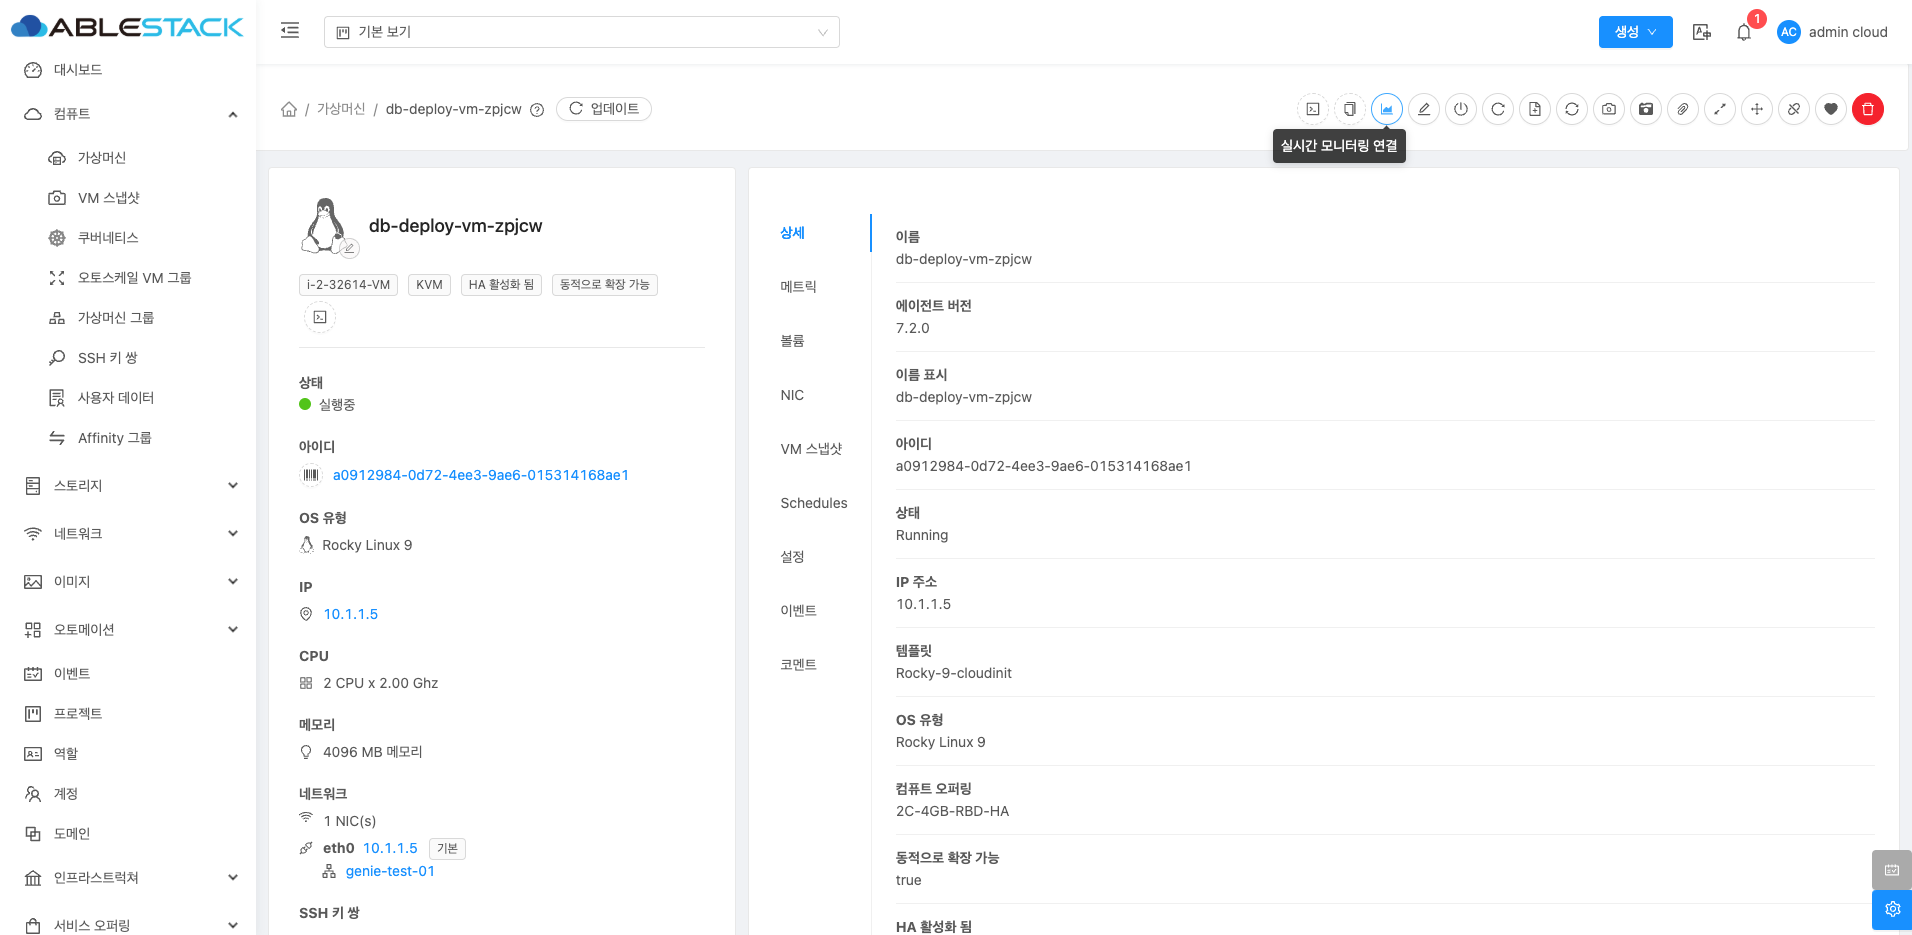 ABLESTACK
기본 보기
생성
1
AC
admin cloud
대시보드
컴퓨트
가상머신
VM 스냅샷
쿠버네티스
오토스케일 VM 그룹
가상머신 그룹
SSH 키 쌍
사용자 데이터
Affinity 그룹
스토리지
네트워크
이미지
오토메이션
이벤트
프로젝트
역할
계정
도메인
인프라스트럭쳐
서비스 오퍼링
/ 가상머신 / db-deploy-vm-zpjcw
업데이트
실시간 모니터링 연결
db-deploy-vm-zpjcw
i-2-32614-VM
KVM
HA 활성화 됨
동적으로 확장 가능
상태
실행중
아이디
a0912984-0d72-4ee3-9ae6-015314168ae1
OS 유형
Rocky Linux 9
IP
10.1.1.5
CPU
2 CPU x 2.00 Ghz
메모리
4096 MB 메모리
네트워크
1 NIC(s)
eth0 10.1.1.5 기본
genie-test-01
SSH 키 쌍
상세
메트릭
볼륨
NIC
VM 스냅샷
Schedules
설정
이벤트
코멘트
이름
db-deploy-vm-zpjcw
에이전트 버전
7.2.0
이름 표시
db-deploy-vm-zpjcw
아이디
a0912984-0d72-4ee3-9ae6-015314168ae1
상태
Running
IP 주소
10.1.1.5
템플릿
Rocky-9-cloudinit
OS 유형
Rocky Linux 9
컴퓨트 오퍼링
2C-4GB-RBD-HA
동적으로 확장 가능
true
HA 활성화 됨